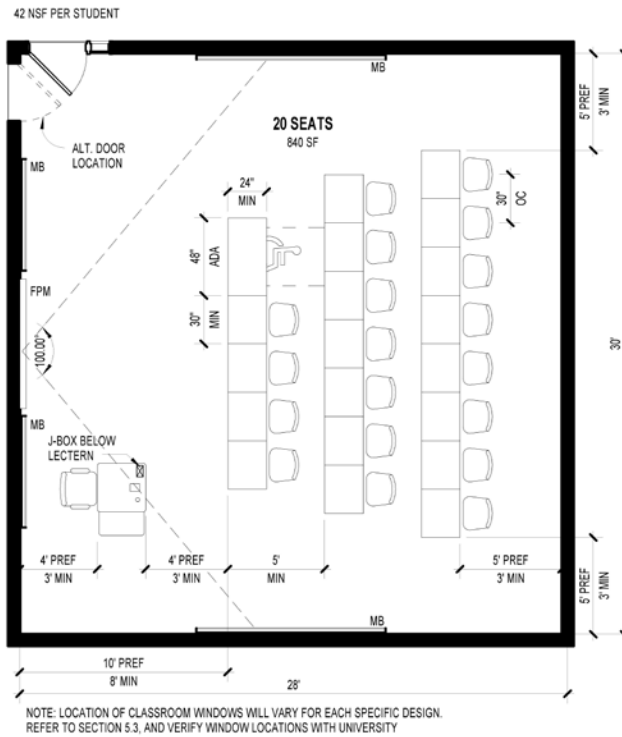 42 NSF PER STUDENT
MB
20 SEATS
840 SF
ALT. DOOR
LOCATION
MB
5' PREF
3' MIN
24"
MIN
30"
OC
48"
ADA
FPM
30"
MIN
100.00°
30'
MB
J-BOX BELOW
LECTERN
4' PREF
3' MIN
4' PREF
3' MIN
5'
MIN
5' PREF
3' MIN
5' PREF
3' MIN
MB
10' PREF
8' MIN
28'
NOTE: LOCATION OF CLASSROOM WINDOWS WILL VARY FOR EACH SPECIFIC DESIGN.
REFER TO SECTION 5.3, AND VERIFY WINDOW LOCATIONS WITH UNIVERSITY